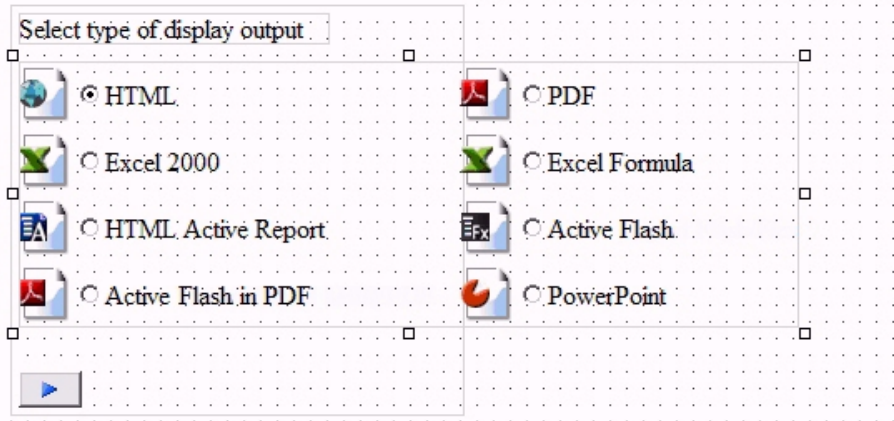 Select type of display output
HTML
PDF
Excel 2000
Excel Formula
HTML Active Report
Active Flash
Active Flash in PDF
PowerPoint